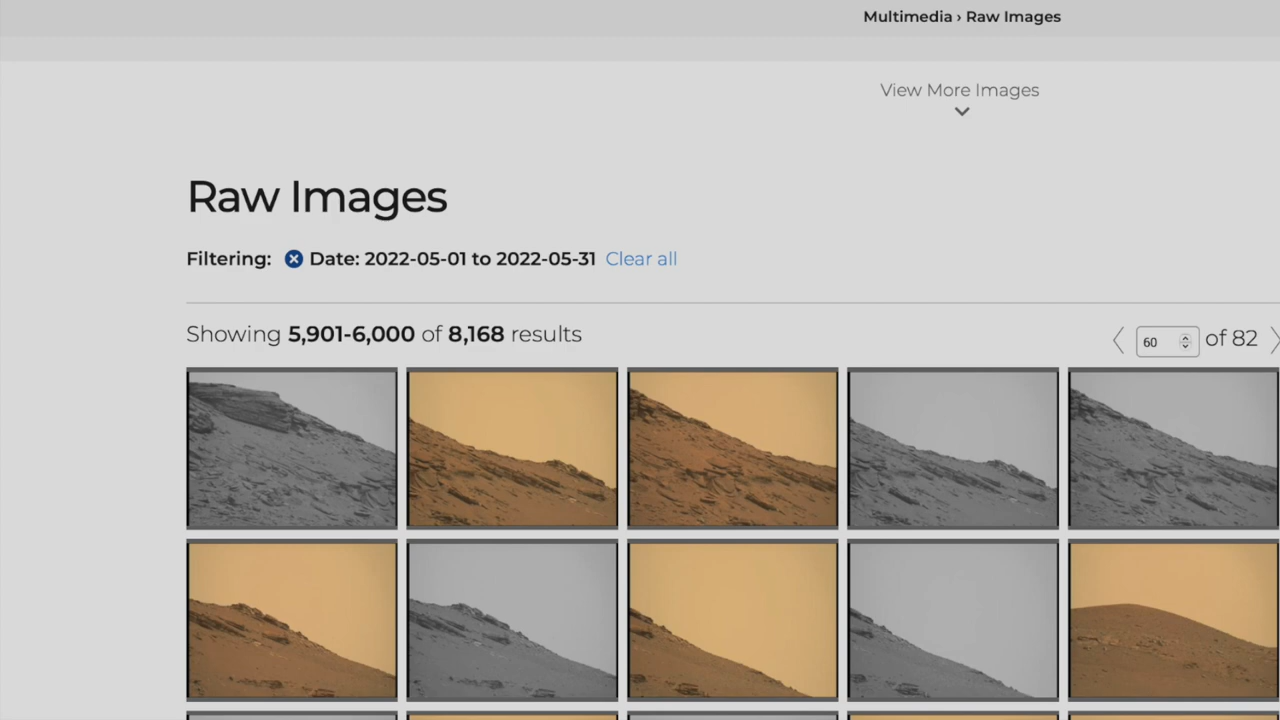 Multimedia › Raw Images
View More Images
Raw Images
Filtering: Date: 2022-05-01 to 2022-05-31 Clear all
Showing 5,901-6,000 of 8,168 results
60 of 82